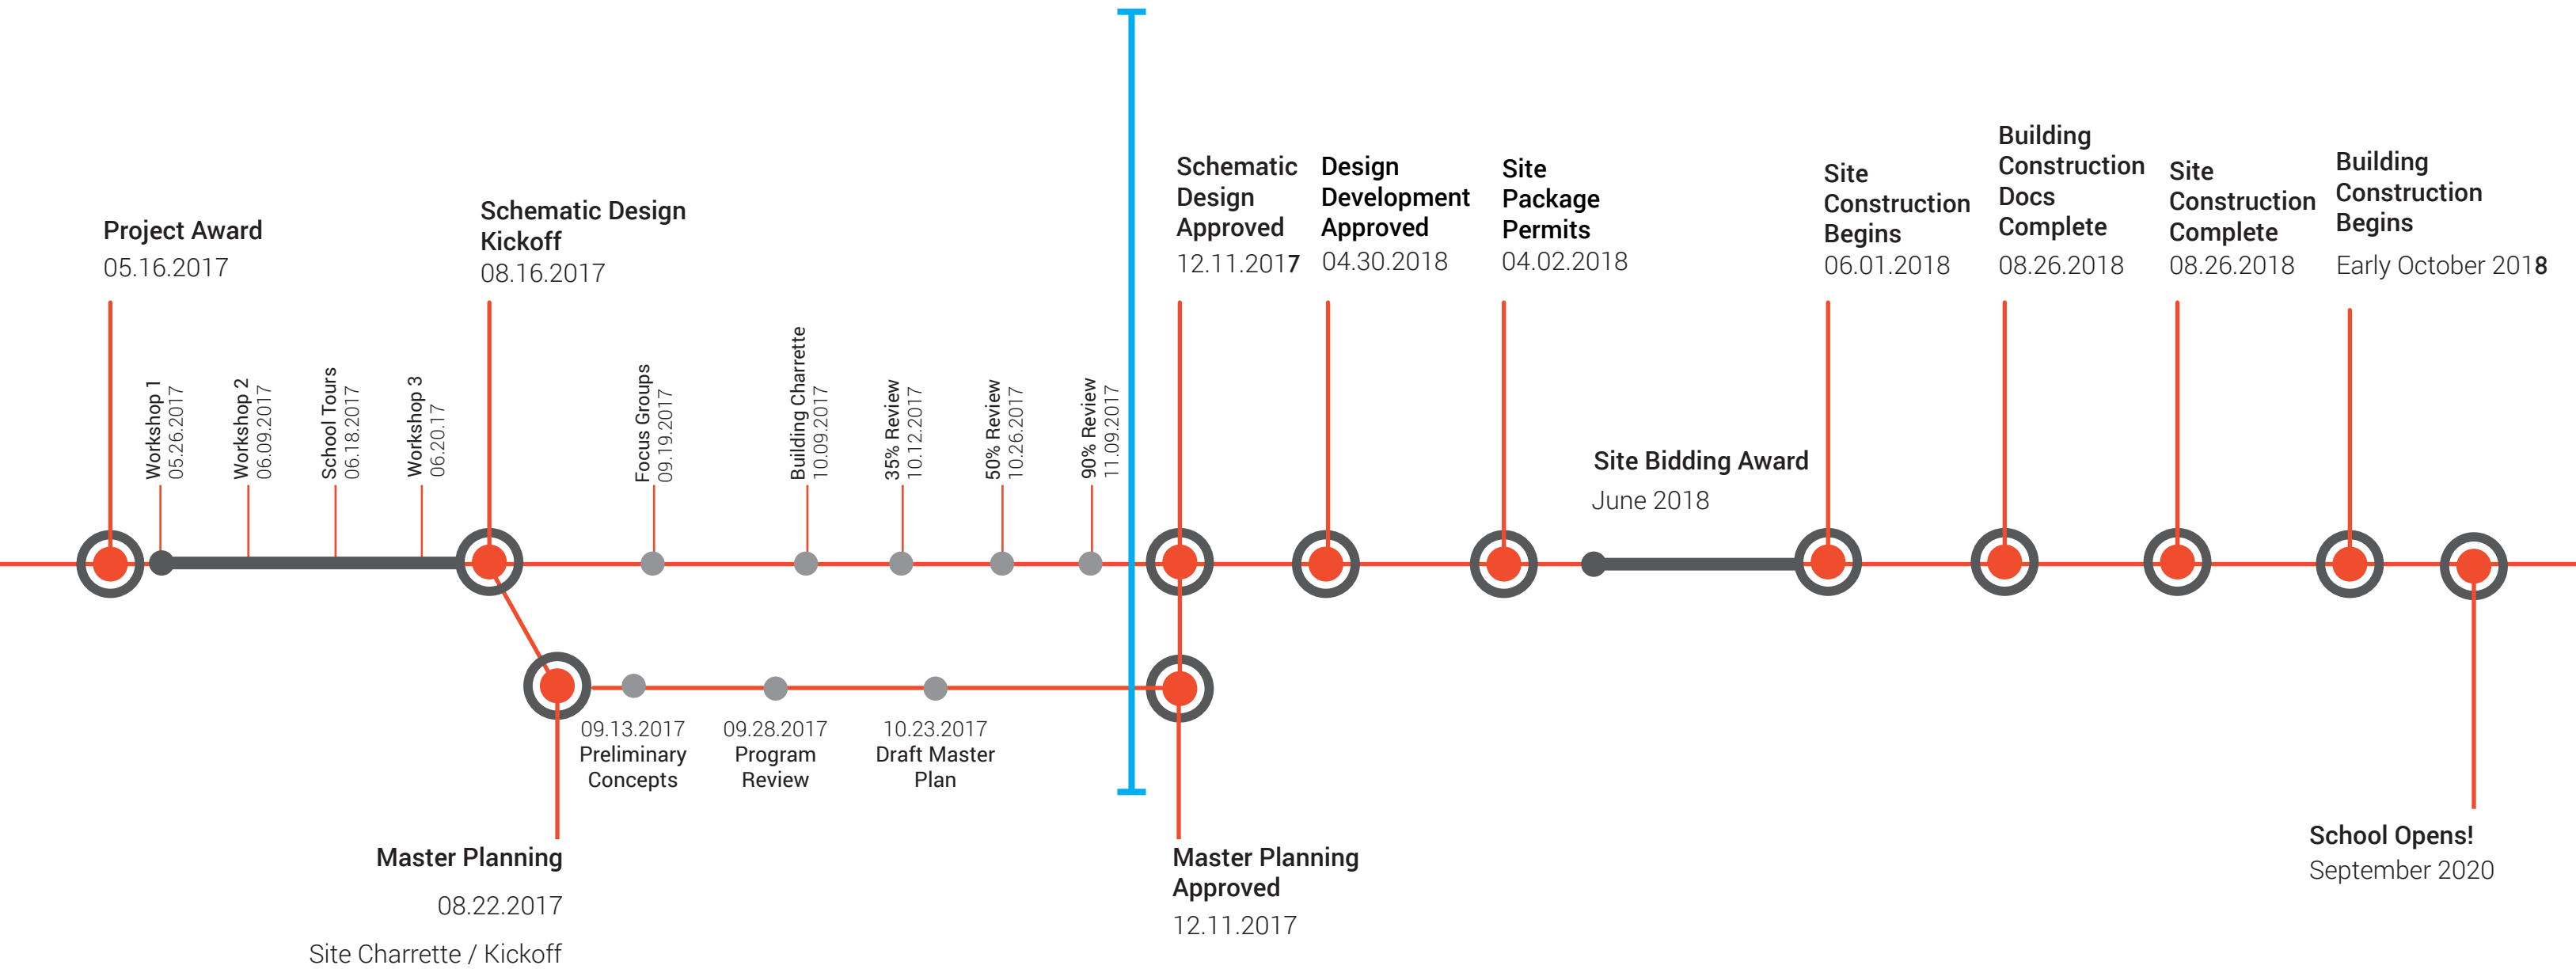 Project Award
05.16.2017
Workshop 1
05.26.2017
Workshop 2
06.09.2017
School Tours
06.18.2017
Workshop 3
06.20.17
Schematic Design
Kickoff
08.16.2017
Focus Groups
09.19.2017
Building Charrette
10.09.2017
35% Review
10.12.2017
50% Review
10.26.2017
90% Review
11.09.2017
Schematic
Design
Approved
12.11.2017
Design
Development
Approved
04.30.2018
Site
Package
Permits
04.02.2018
Site Bidding Award
June 2018
Site
Construction
Begins
06.01.2018
Building
Construction
Docs
Complete
08.26.2018
Site
Construction
Complete
08.26.2018
Building
Construction
Begins
Early October 2018
09.13.2017
Preliminary
Concepts
09.28.2017
Program
Review
10.23.2017
Draft Master
Plan
Master Planning
08.22.2017
Site Charrette / Kickoff
Master Planning
Approved
12.11.2017
School Opens!
September 2020